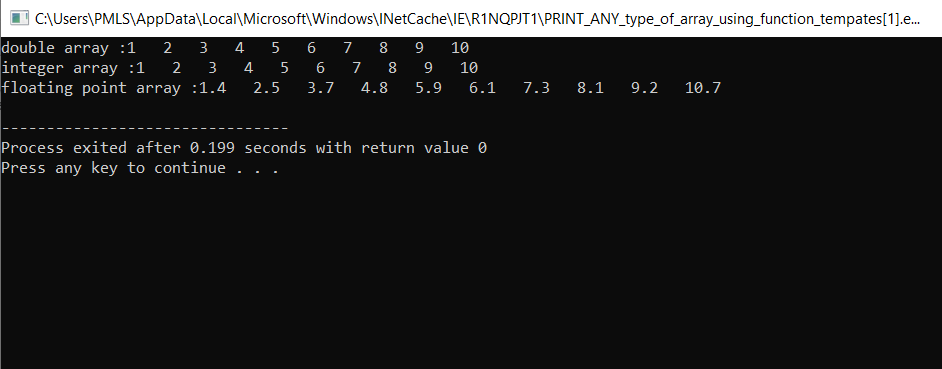 C:\Users\PMLS\AppData\Local\Microsoft\Windows\INetCache\IE\R1NQPJT1\PRINT_ANY_type_of_array_using_function_tempates[1].e...
double array :1   2   3   4   5   6   7   8   9   10
integer array :1   2   3   4   5   6   7   8   9   10
floating point array :1.4   2.5   3.7   4.8   5.9   6.1   7.3   8.1   9.2   10.7
--------------------------------
Process exited after 0.199 seconds with return value 0
Press any key to continue . . .